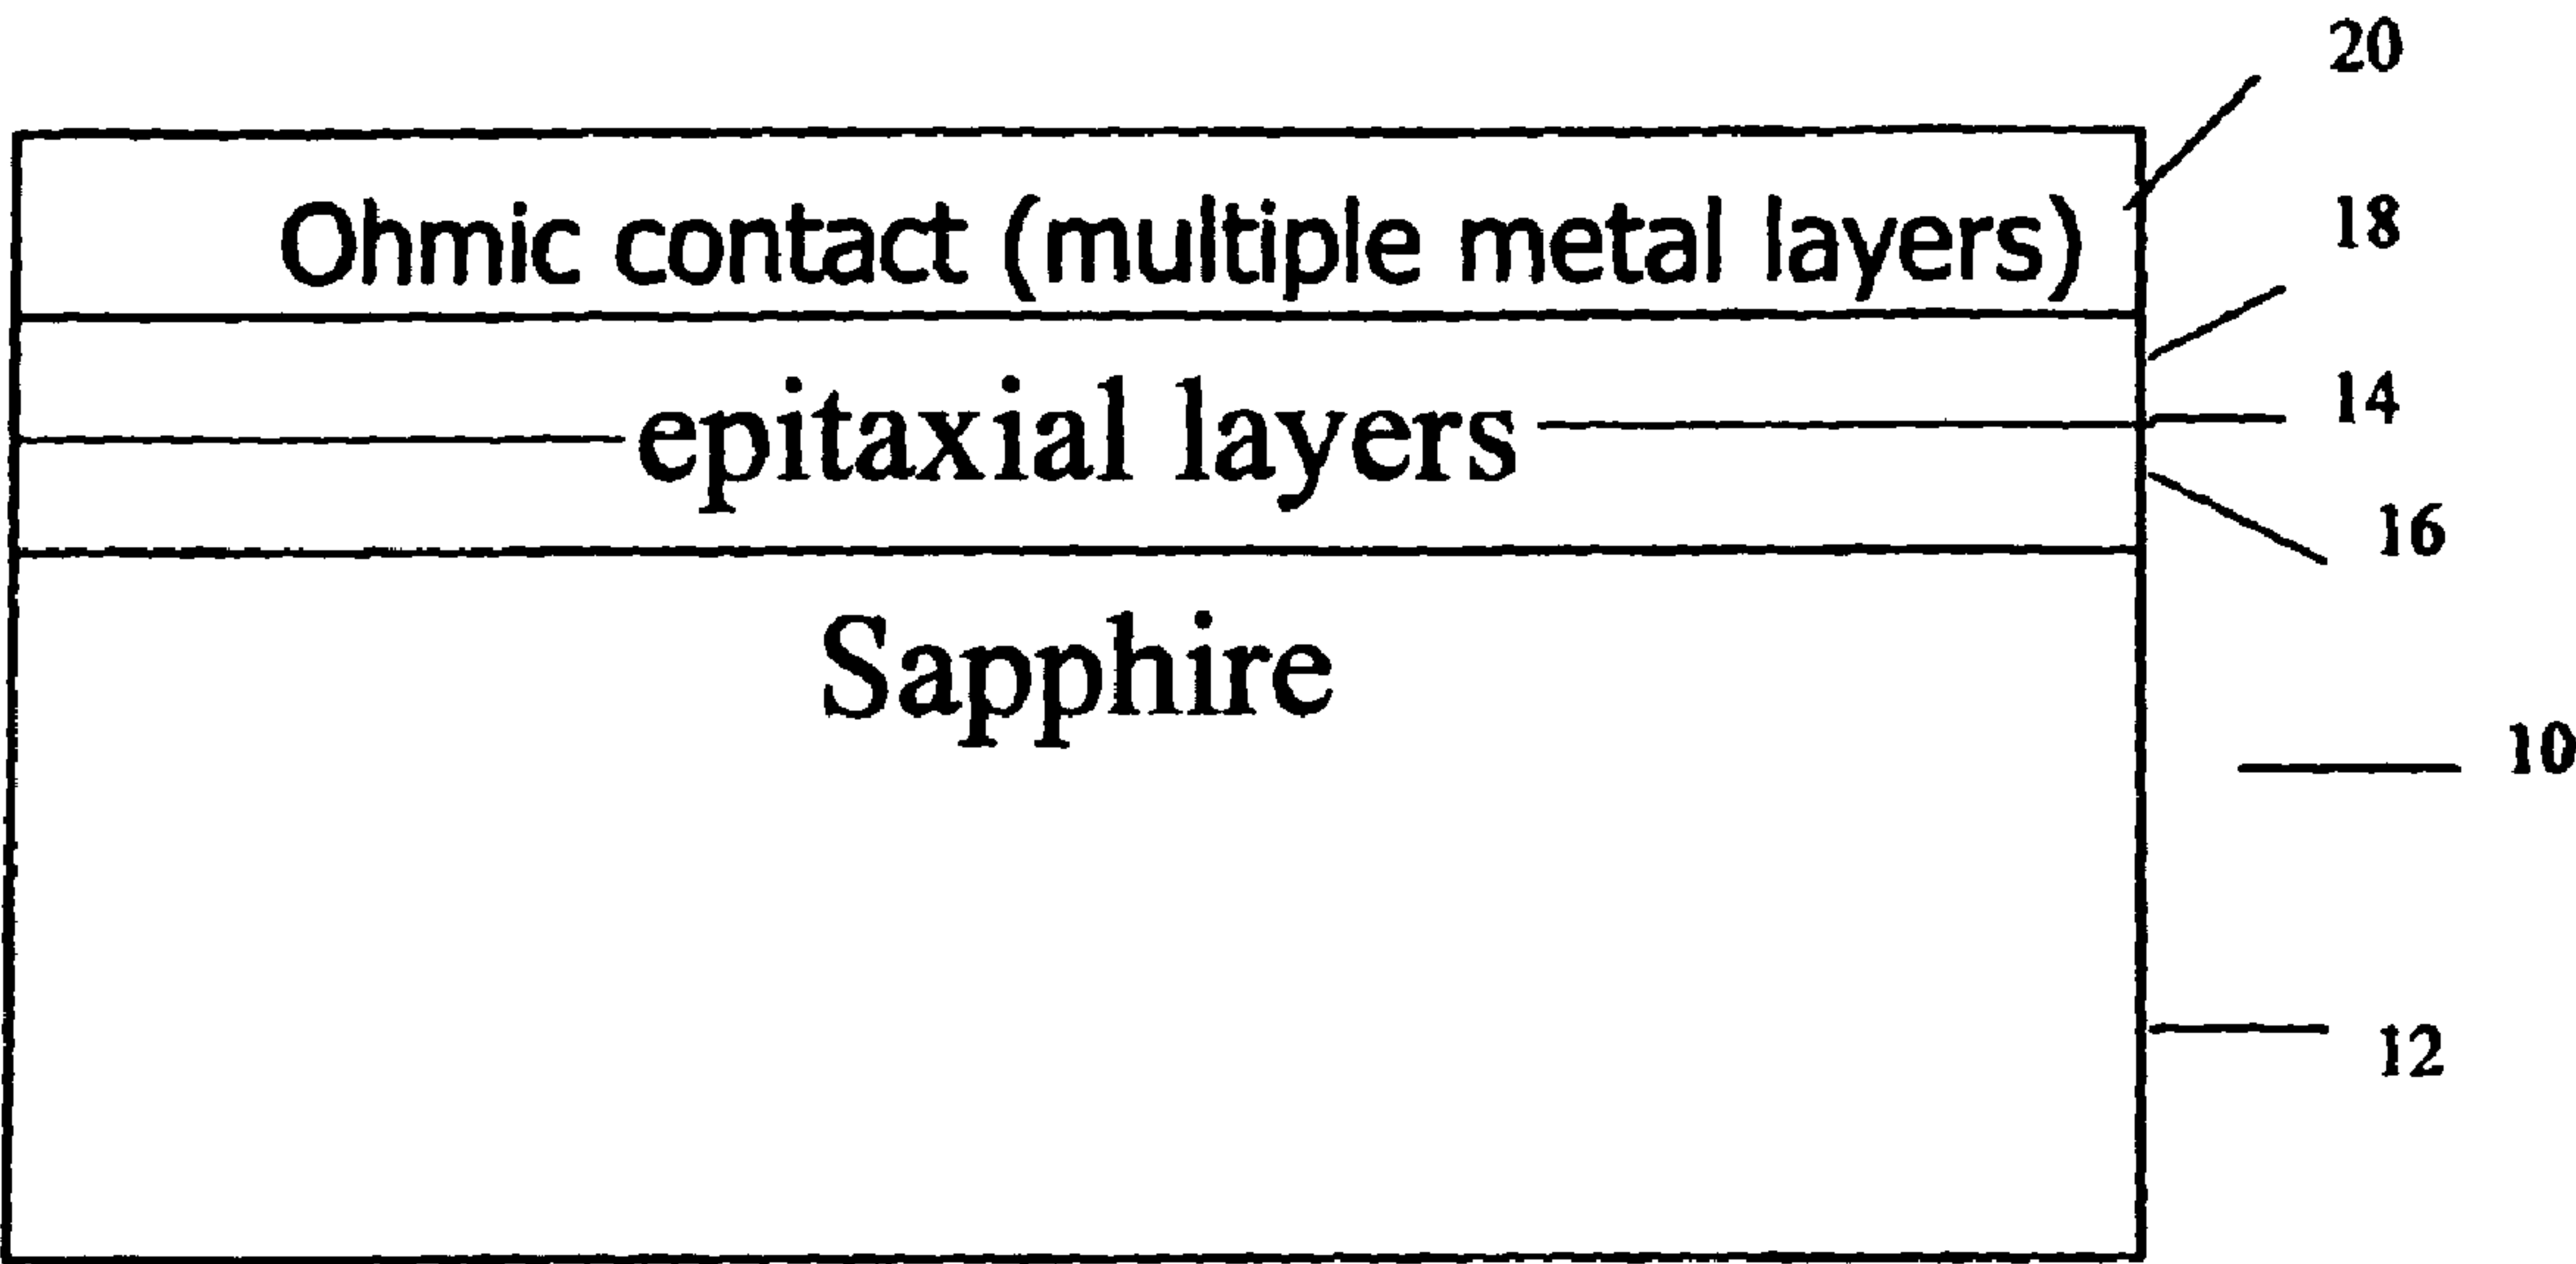 20
Ohmic contact (multiple metal layers)
18
epitaxial layers
14
16
Sapphire
10
12